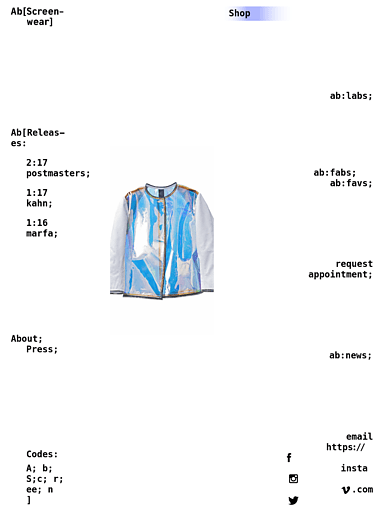 Ab[Screen-
wear]
Shop
ab:labs;
Ab[Releas-
es:
2:17
postmasters;
ab:fabs;
ab:favs;
1:17
kahn;
1:16
marfa;
request
appointment;
About;
Press;
ab:news;
email
https://
Codes:
A; b;
insta
S;c; r;
ee; n
.com
]